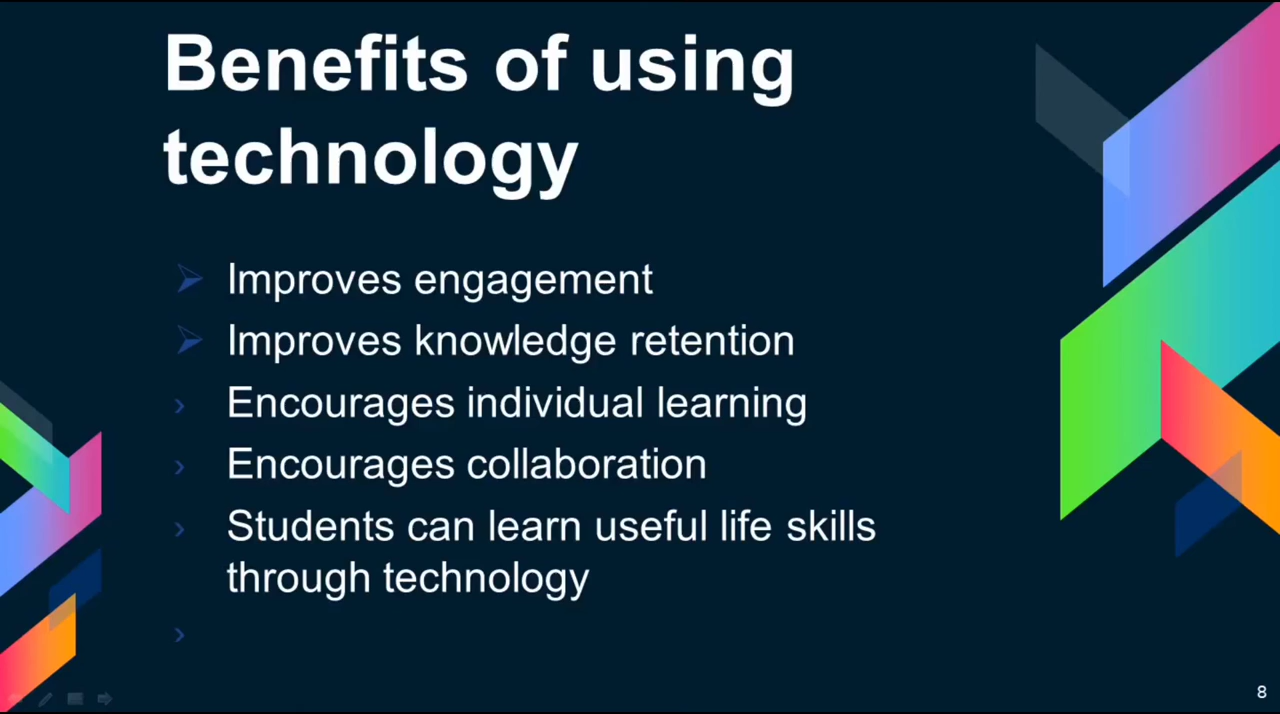 Benefits of using
technology
Improves engagement
Improves knowledge retention
Encourages individual learning
Encourages collaboration
Students can learn useful life skills
through technology
8